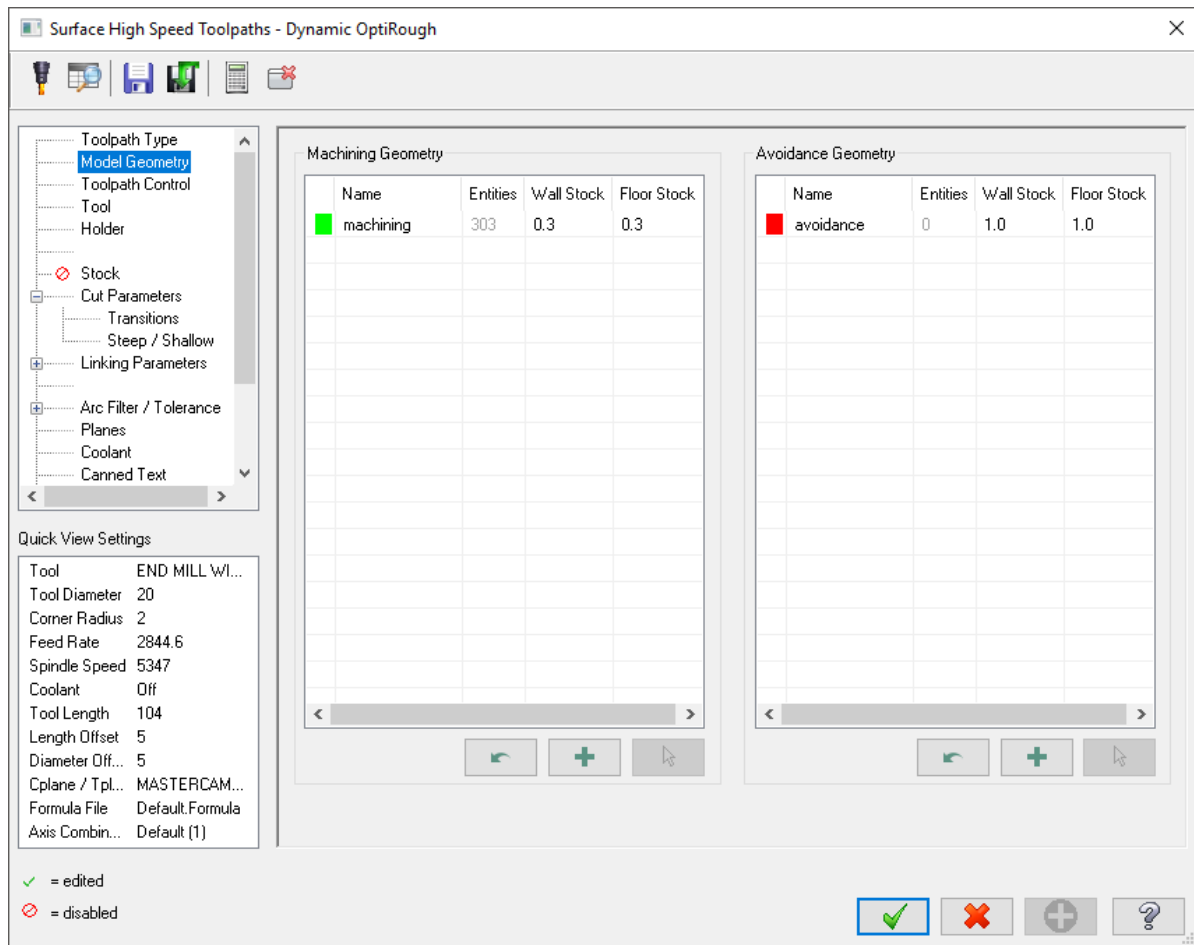 Surface High Speed Toolpaths - Dynamic OptiRough
Toolpath Type
Model Geometry
Toolpath Control
Tool
Holder
Stock
Cut Parameters
Transitions
Steep / Shallow
Linking Parameters
Arc Filter / Tolerance
Planes
Coolant
Canned Text
Machining Geometry
Name Entities Wall Stock Floor Stock
machining 303 0.3 0.3
Avoidance Geometry
Name Entities Wall Stock Floor Stock
avoidance 0 1.0 1.0
Quick View Settings
Tool END MILL WI...
Tool Diameter 20
Corner Radius 2
Feed Rate 2844.6
Spindle Speed 5347
Coolant Off
Tool Length 104
Length Offset 5
Diameter Off... 5
Cplane / Tpl... MASTERCAM...
Formula File Default.Formula
Axis Combin... Default (1)
= edited
= disabled